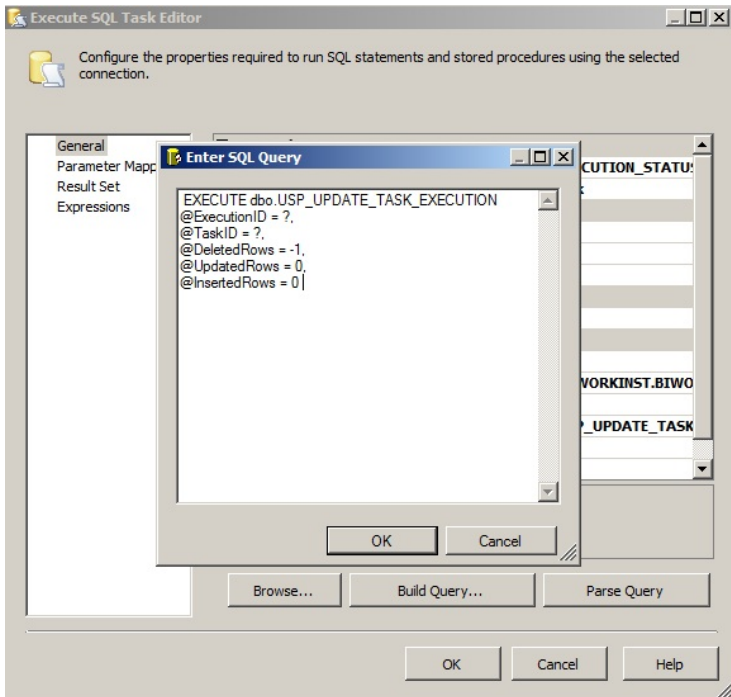 Execute SQL Task Editor
Configure the properties required to run SQL statements and stored procedures using the selected
connection.
General
Parameter Mapp
Result Set
Expressions
Enter SQL Query
EXECUTE dbo.USP_UPDATE_TASK_EXECUTION
@ExecutionID = ?,
@TaskID = ?,
@DeletedRows = -1,
@UpdatedRows = 0,
@InsertedRows = 0
OK
Cancel
CUTION_STATUS
WORKINST.BIWO
_UPDATE_TASK
Browse...
Build Query...
Parse Query
OK
Cancel
Help